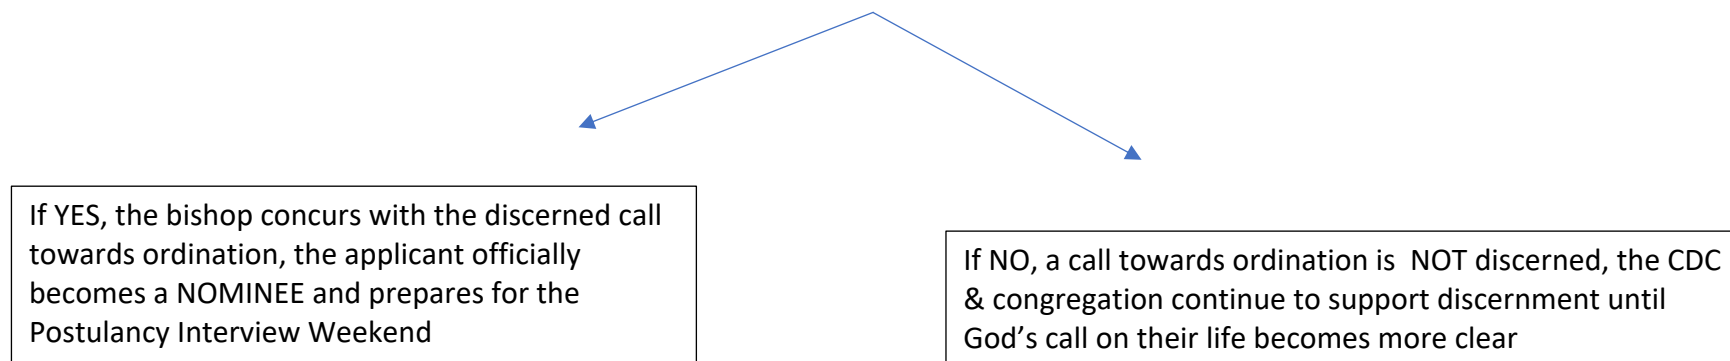 If YES, the bishop concurs with the discerned call
towards ordination, the applicant officially
becomes a NOMINEE and prepares for the
Postulancy Interview Weekend
If NO, a call towards ordination is  NOT discerned, the CDC
& congregation continue to support discernment until
God’s call on their life becomes more clear